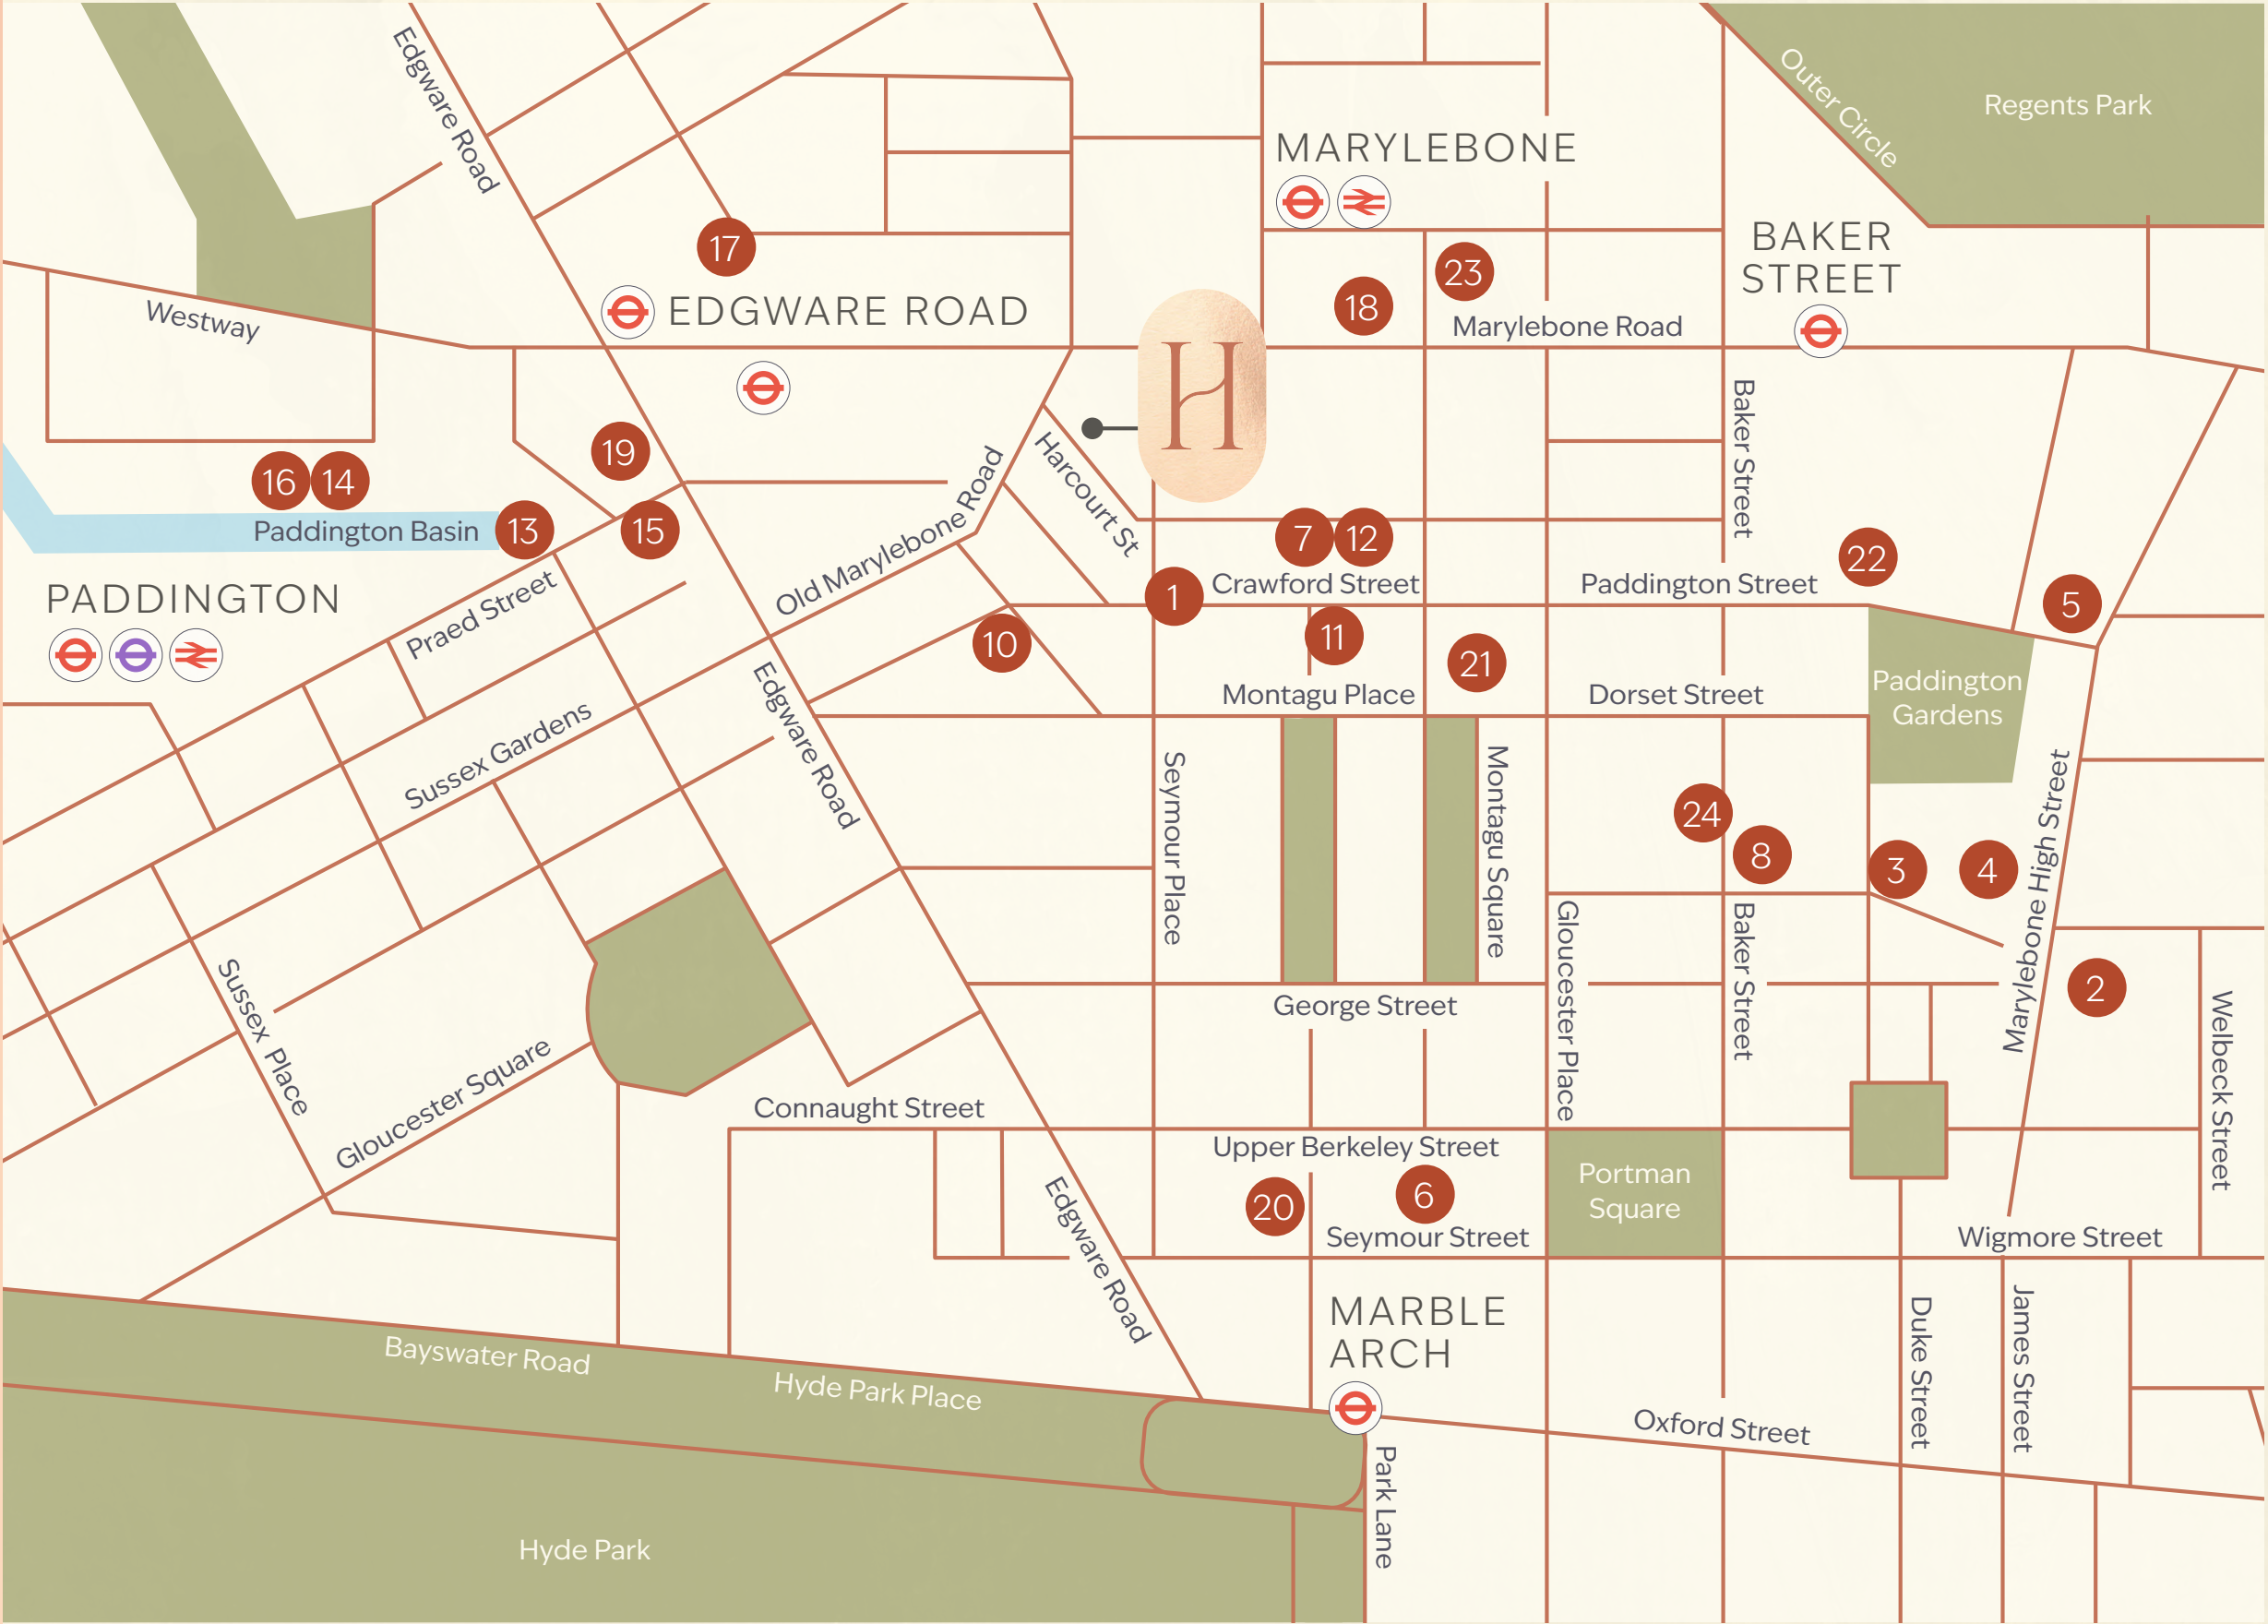 Edgware Road
Outer Circle
Regents Park
MARYLEBONE
BAKER
STREET
17
23
18
EDGWARE ROAD
Westway
Marylebone Road
H
Baker Street
19
16
14
Harcourt St
Old Marylebone Road
Paddington Basin
13
15
7
12
22
Crawford Street
Paddington Street
1
5
PADDINGTON
Praed Street
10
11
21
Paddington
Gardens
Montagu Place
Dorset Street
Edgware Road
Sussex Gardens
Seymour Place
Montagu Square
Marylebone High Street
24
8
3
4
Gloucester Place
Baker Street
2
Welbeck Street
George Street
Sussex Place
Gloucester Square
Connaught Street
Upper Berkeley Street
Portman
Square
20
6
Edgware Road
Seymour Street
Wigmore Street
MARBLE
ARCH
Duke Street
James Street
Bayswater Road
Hyde Park Place
Oxford Street
Park Lane
Hyde Park